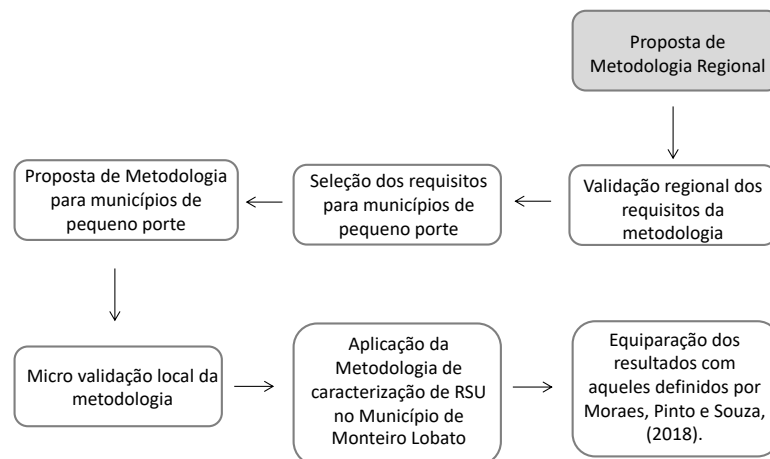 Proposta de
Metodologia Regional
Validação regional dos
requisitos da
metodologia
Seleção dos requisitos
para municípios de
pequeno porte
Proposta de Metodologia
para municípios de
pequeno porte
Micro validação local da
metodologia
Aplicação da
Metodologia de
caracterização de RSU
no Município de
Monteiro Lobato
Equiparação dos
resultados com
aqueles definidos por
Moraes, Pinto e Souza,
(2018).